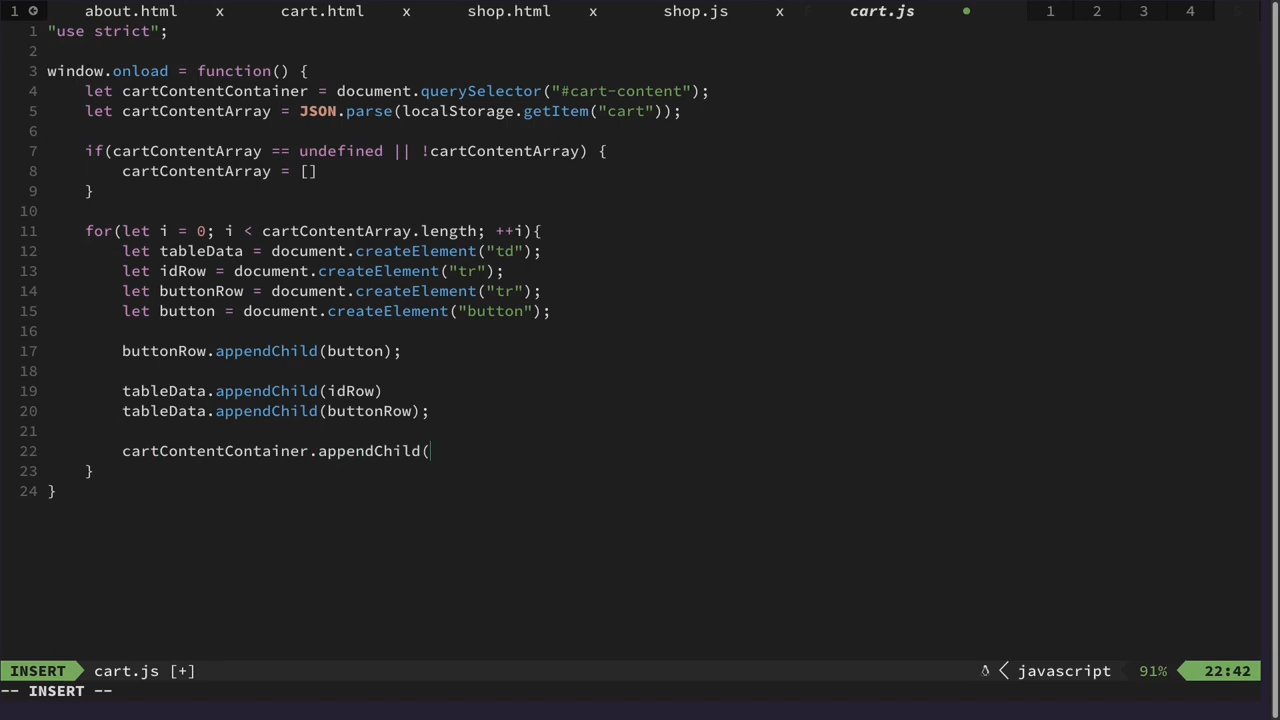 1 about.html x cart.html x shop.html x shop.js x cart.js 1 2 3 4
1 "use strict";
2
3 window.onload = function() {
4     let cartContentContainer = document.querySelector("#cart-content");
5     let cartContentArray = JSON.parse(localStorage.getItem("cart"));
6
7     if(cartContentArray == undefined || !cartContentArray) {
8         cartContentArray = []
9     }
10
11     for(let i = 0; i < cartContentArray.length; ++i){
12         let tableData = document.createElement("td");
13         let idRow = document.createElement("tr");
14         let buttonRow = document.createElement("tr");
15         let button = document.createElement("button");
16
17         buttonRow.appendChild(button);
18
19         tableData.appendChild(idRow)
20         tableData.appendChild(buttonRow);
21
22         cartContentContainer.appendChild(
23     }
24 }
INSERT cart.js [+] javascript 91% 22:42
-- INSERT --